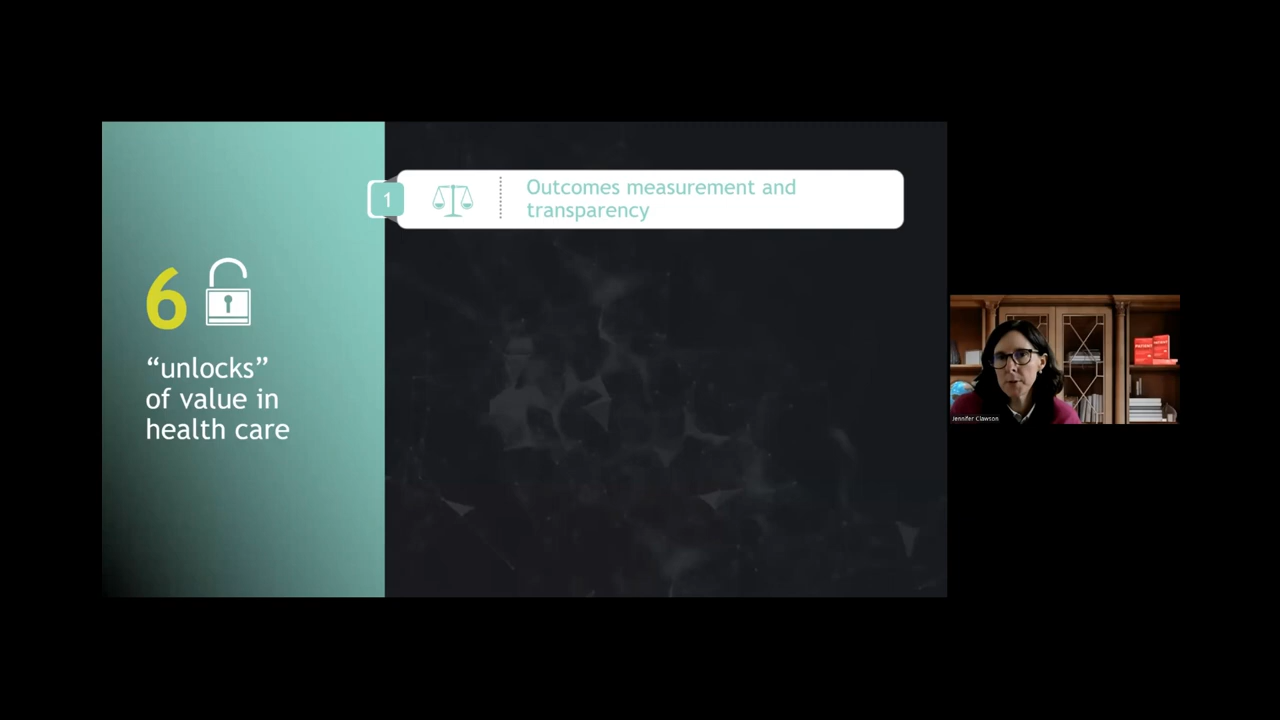 1
Outcomes measurement and
transparency
6
“unlocks”
of value in
health care
Jennifer Clawson